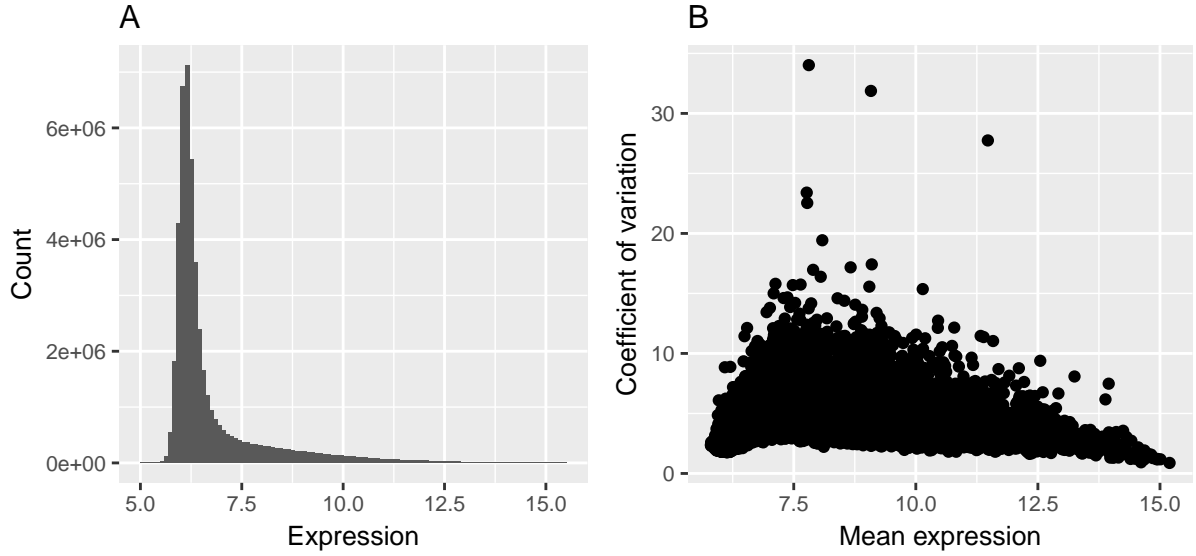 A
Count
6e+06
4e+06
2e+06
0e+00
5.0 7.5 10.0 12.5 15.0
Expression
B
Coefficient of variation
30
20
10
0
7.5 10.0 12.5 15.0
Mean expression